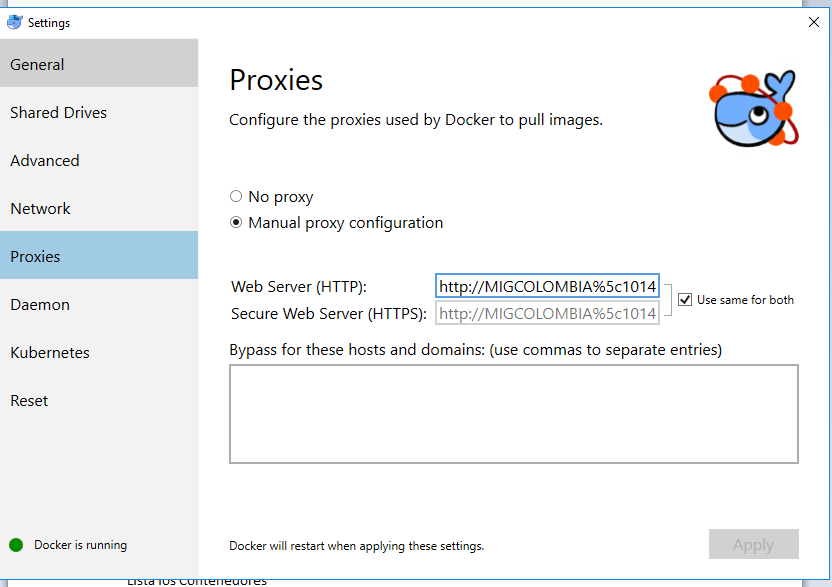 Settings
General
Shared Drives
Advanced
Network
Proxies
Daemon
Kubernetes
Reset
Docker is running
Proxies
Configure the proxies used by Docker to pull images.
No proxy
Manual proxy configuration
Web Server (HTTP): http://MIGCOLOMBIA%5c1014
Secure Web Server (HTTPS): http://MIGCOLOMBIA%5c1014
Use same for both
Bypass for these hosts and domains: (use commas to separate entries)
Docker will restart when applying these settings.
Apply
Lista los Contenedores